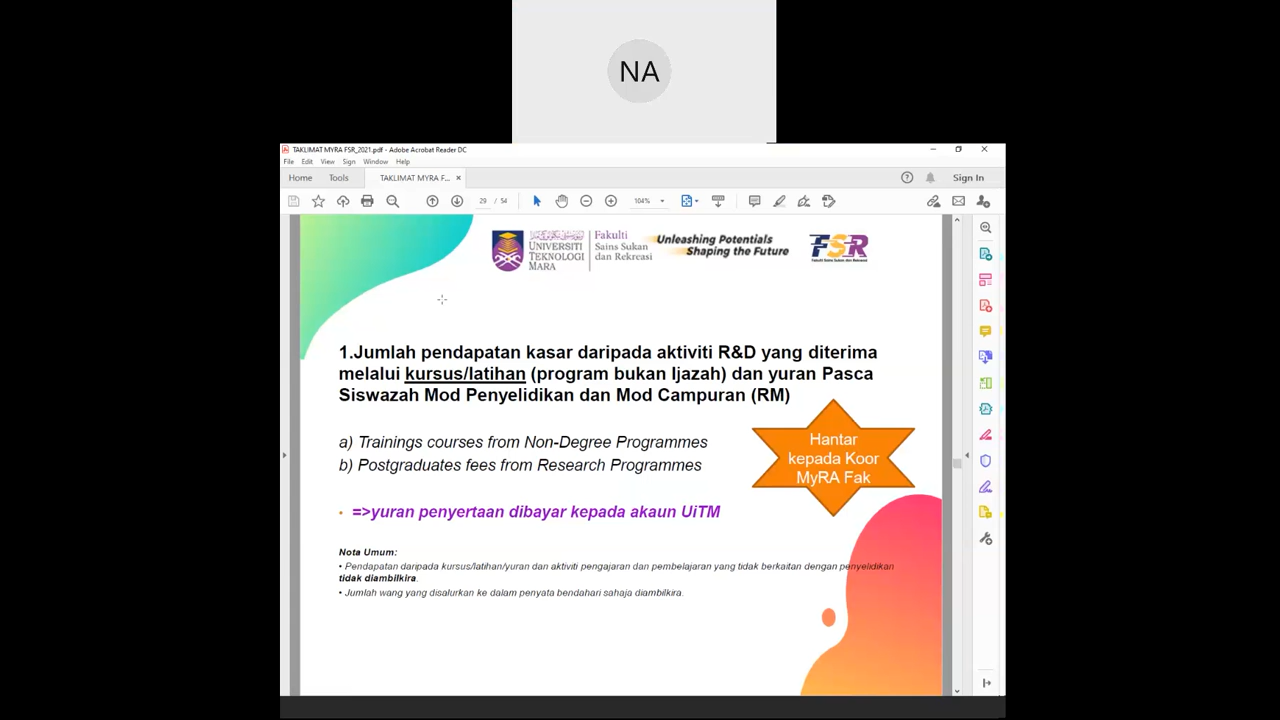 NA
TAKLIMAT MYRA FSR_2021.pdf - Adobe Acrobat Reader DC
File Edit View Sign Window Help
Home Tools TAKLIMAT MYRA F... × Sign In
29 / 54 104%
UNIVERSITI
TEKNOLOGI
MARA
Fakulti
Sains Sukan
dan Rekreasi
Unleashing Potentials
Shaping the Future
FSR
Fakulti Sains Sukan dan Rekreasi
1.Jumlah pendapatan kasar daripada aktiviti R&D yang diterima
melalui kursus/latihan (program bukan Ijazah) dan yuran Pasca
Siswazah Mod Penyelidikan dan Mod Campuran (RM)
a) Trainings courses from Non-Degree Programmes
b) Postgraduates fees from Research Programmes
Hantar
kepada Koor
MyRA Fak
• =>yuran penyertaan dibayar kepada akaun UiTM
Nota Umum:
• Pendapatan daripada kursus/latihan/yuran dan aktiviti pengajaran dan pembelajaran yang tidak berkaitan dengan penyelidikan
tidak diambilkira.
• Jumlah wang yang disalurkan ke dalam penyata bendahari sahaja diambilkira.